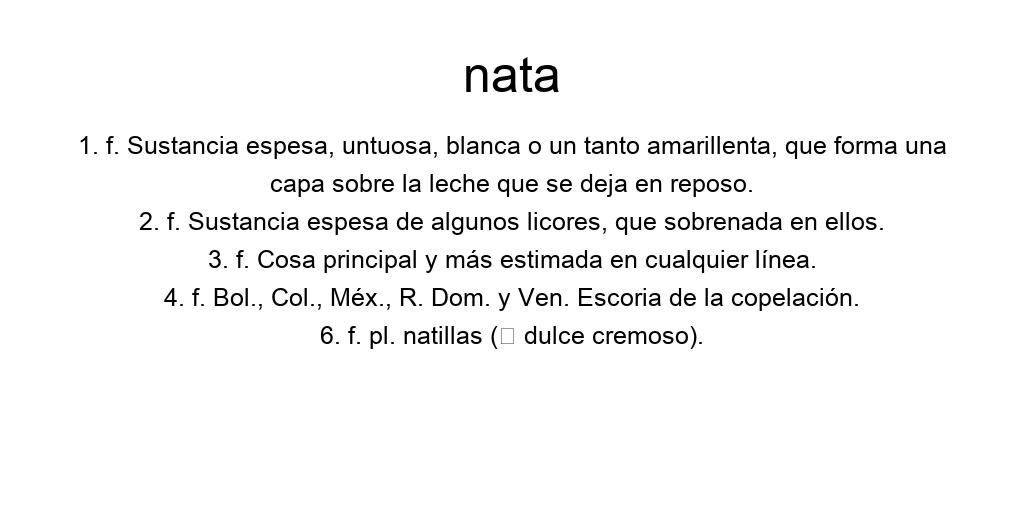 nata
1. f. Sustancia espesa, untuosa, blanca o un tanto amarillenta, que forma una
capa sobre la leche que se deja en reposo.
2. f. Sustancia espesa de algunos licores, que sobrenada en ellos.
3. f. Cosa principal y más estimada en cualquier línea.
4. f. Bol., Col., Méx., R. Dom. y Ven. Escoria de la copelación.
6. f. pl. natillas (□ dulce cremoso).